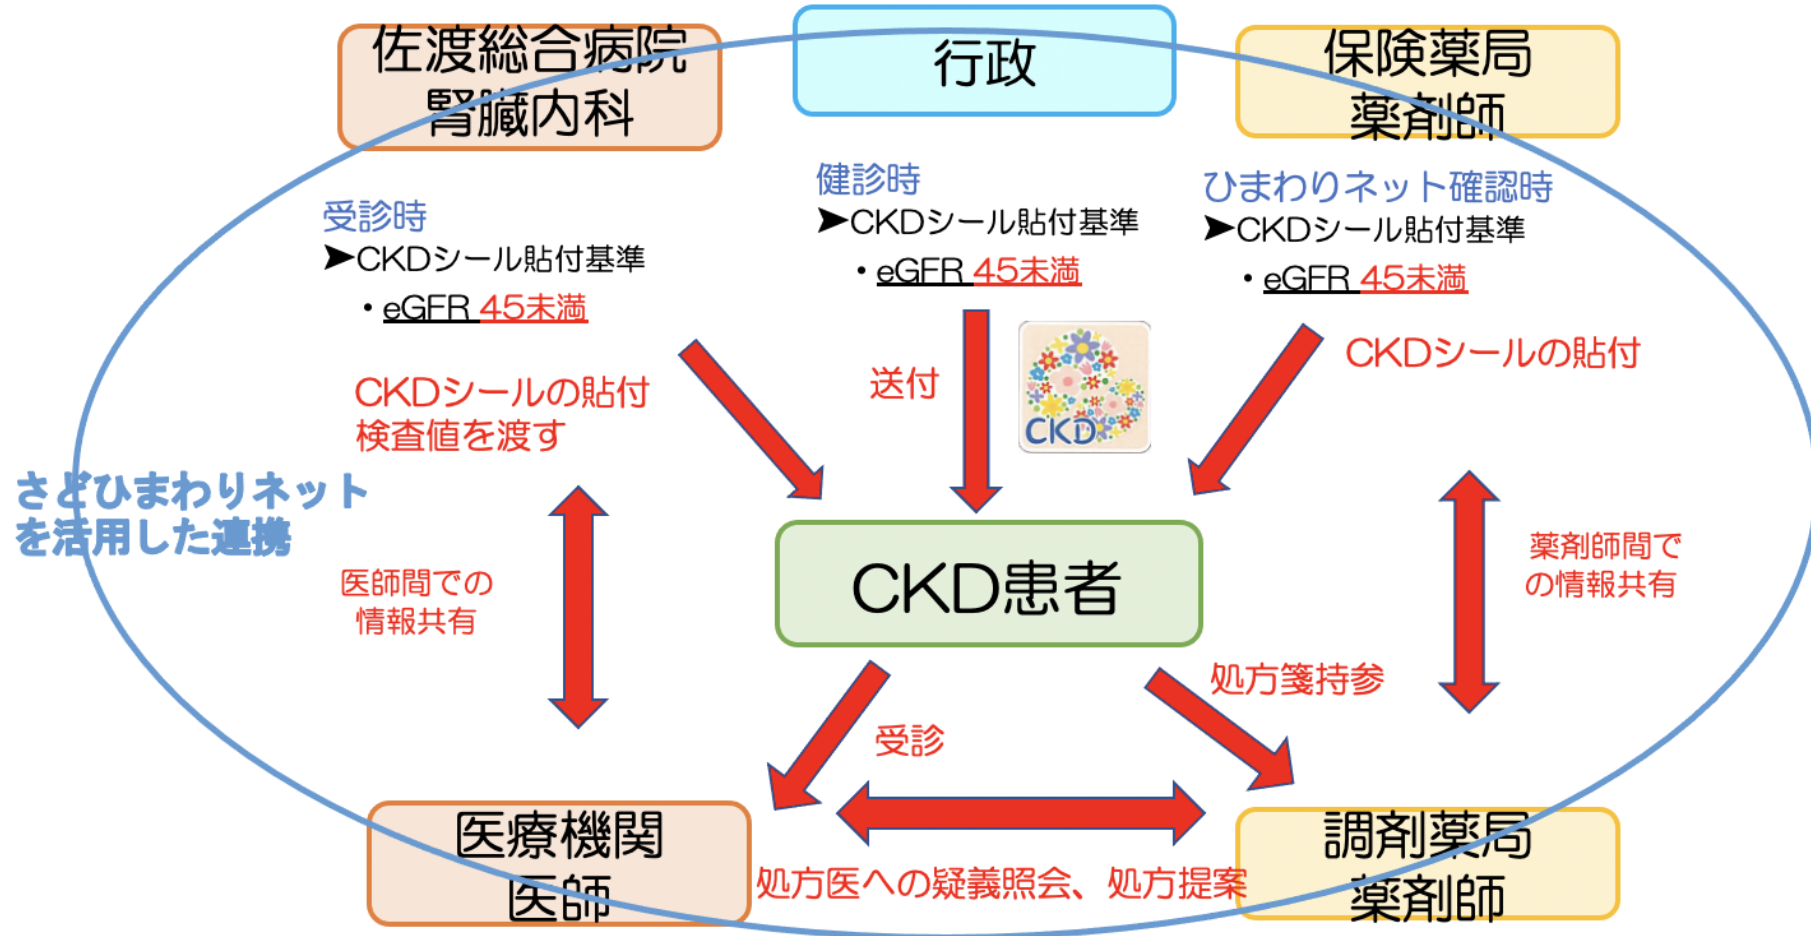 佐渡総合病院
腎臓内科
行政
保険薬局
薬剤師
受診時
➤CKDシール貼付基準
・eGFR 45未満
健診時
➤CKDシール貼付基準
・eGFR 45未満
ひまわりネット確認時
➤CKDシール貼付基準
・eGFR 45未満
CKDシールの貼付
検査値を渡す
送付
CKD
CKDシールの貼付
さどひまわりネット
を活用した連携
医師間での
情報共有
CKD患者
薬剤師間で
の情報共有
受診
処方箋持参
医療機関
医師
処方医への疑義照会、処方提案
調剤薬局
薬剤師